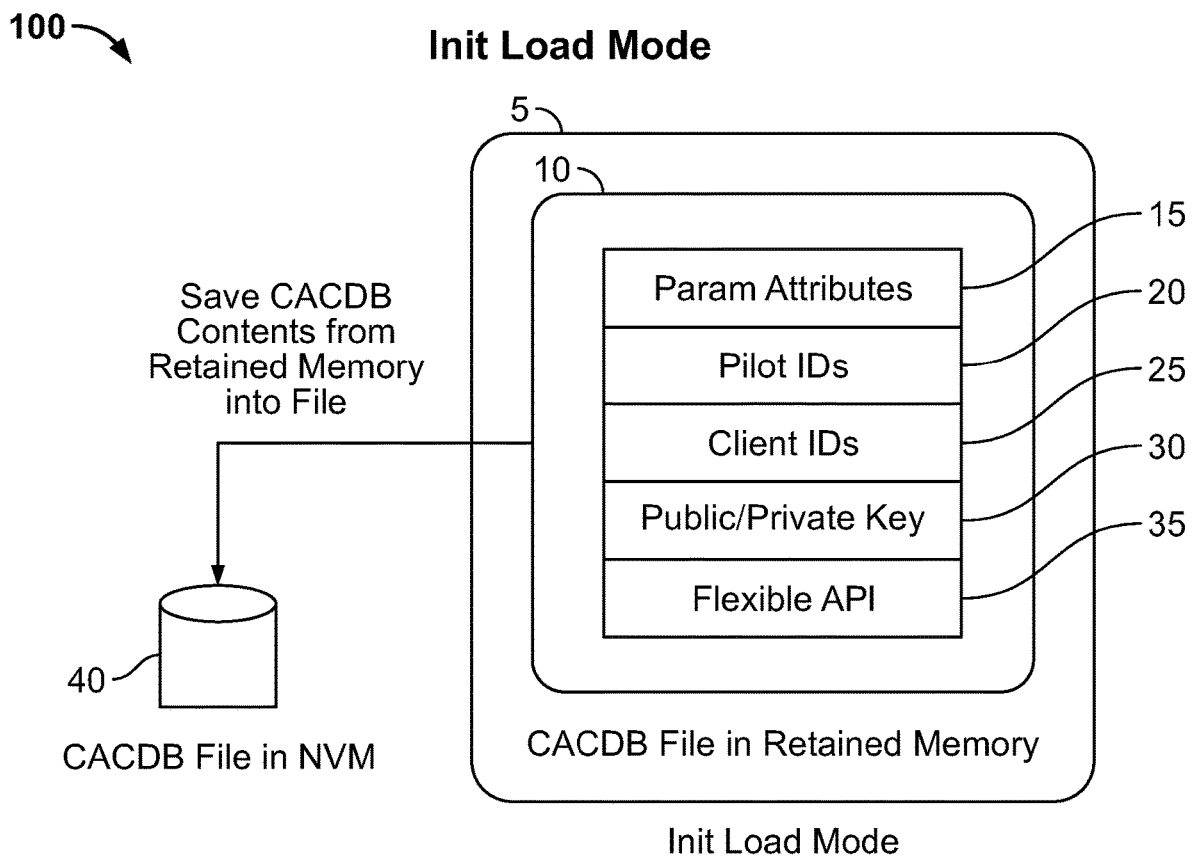 100
Init Load Mode
5
10
15
Param Attributes
20
Save CACDB
Contents from
Retained Memory
into File
Pilot IDs
25
Client IDs
30
Public/Private Key
35
Flexible API
40
CACDB File in NVM
CACDB File in Retained Memory
Init Load Mode